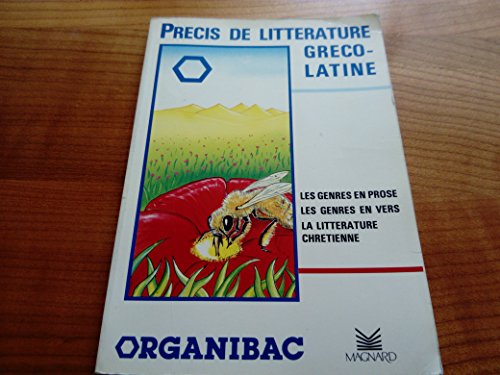 PRECIS DE LITTERATURE
GRECO-
LATINE
LES GENRES EN PROSE
LES GENRES EN VERS
LA LITTERATURE
CHRETIENNE
ORGANIBAC
MAGNARD